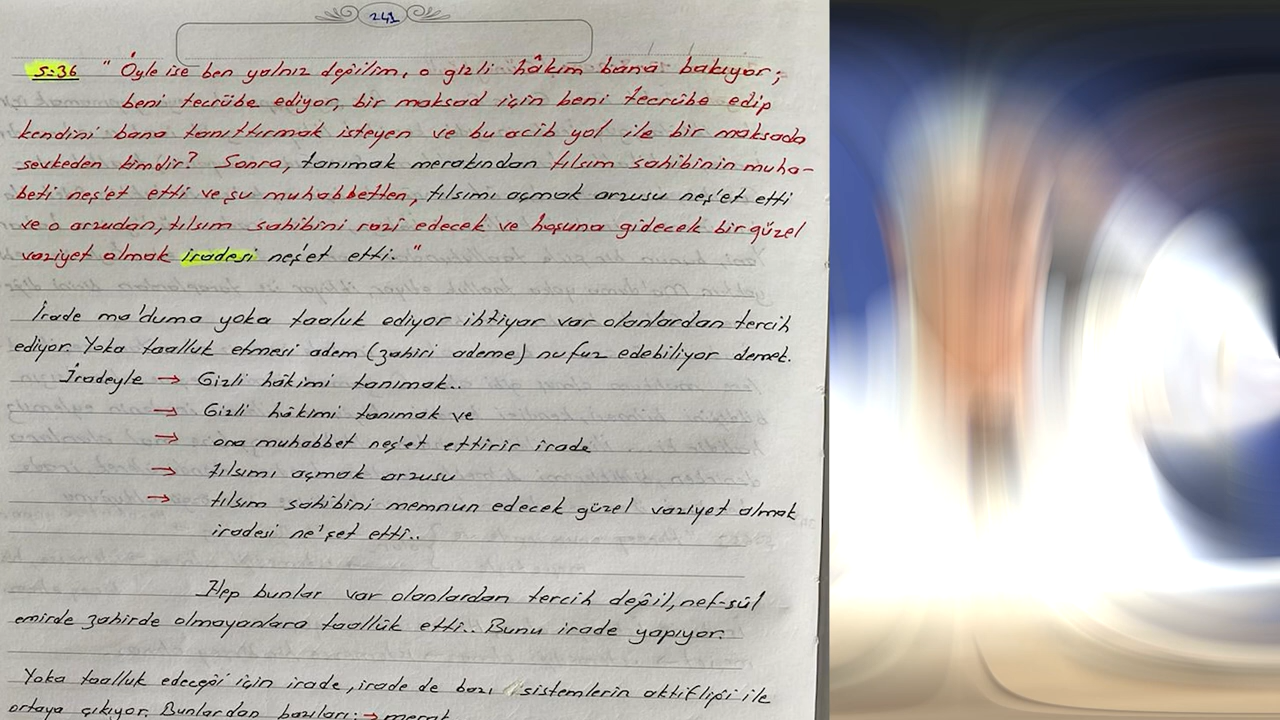 241
S:36 " Öyle ise ben yalnız değilim, o gizli hâkim bana bakıyor;
beni tecrübe ediyor, bir maksad için beni tecrübe edip
kendini bana tanıttırmak isteyen ve bu acib yol ile bir maksada
sevkeden kimdir? Sonra, tanımak merakından tılsım sahibinin muha-
beti neş'et etti ve şu muhabbetten, tılsımı açmak arzusu neş'et etti
ve o arzudan, tılsım sahibini razı edecek ve hoşuna gidecek bir güzel
vaziyet almak iradesi neş'et etti. "
İrade ma'duma yoka taaluk ediyor ihtiyar var olanlardan tercih
ediyor. Yoka taalluk etmesi adem (zahiri ademe) nufuz edebiliyor demek.
İradeyle → Gizli hâkimi tanımak..
→ Gizli hâkimi tanımak ve
→ ona muhabbet neş'et ettirir irade
→ tılsımı açmak arzusu
→ tılsım sahibini memnun edecek güzel vaziyet almak
iradesi ne'şet etti..
Hep bunlar var olanlardan tercih değil, nef-sül
emirde zahirde olmayanlara taallûk etti.. Bunu irade yapıyor.
Yoka taalluk edeceği için irade, irade de bazı sistemlerin aktifliği ile
ortaya çıkıyor. Bunlardan bazıları: → merak